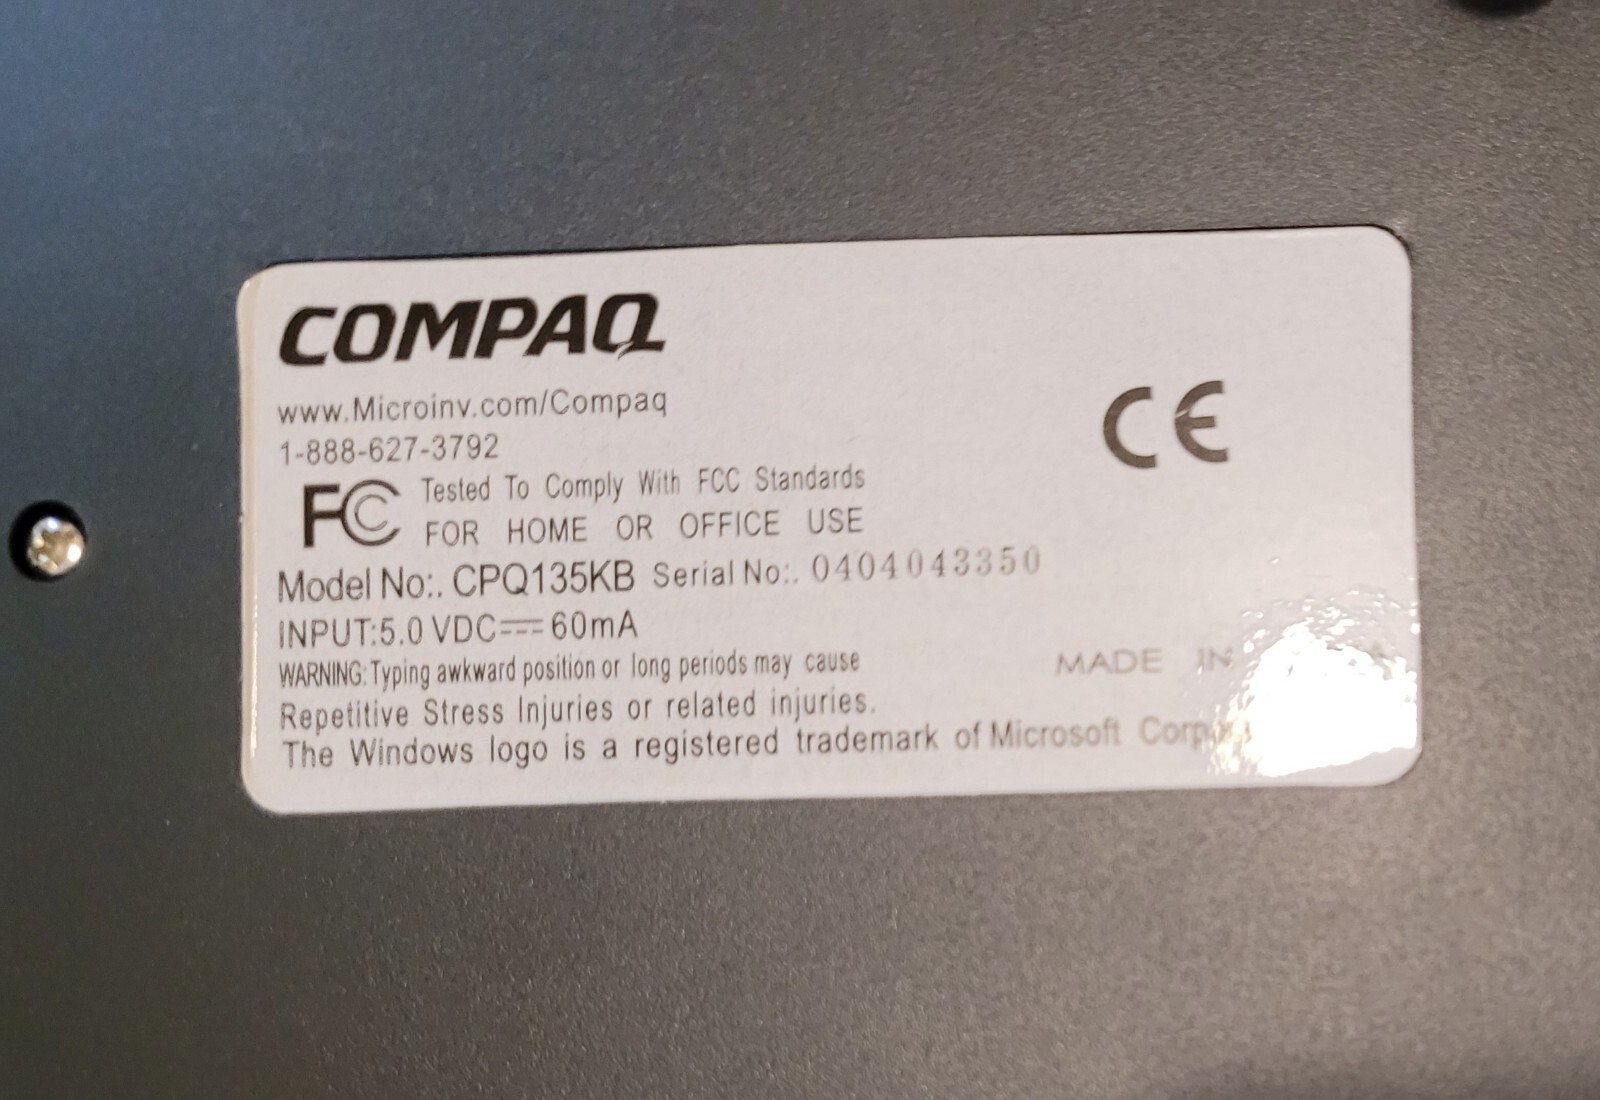 COMPAQ
www.Microinv.com/Compaq
1-888-627-3792
CE
FC Tested To Comply With FCC Standards
FOR HOME OR OFFICE USE
Model No:. CPQ135KB Serial No:. 0404043350
INPUT:5.0 VDC⎓60mA
WARNING: Typing awkward position or long periods may cause
MADE IN
Repetitive Stress Injuries or related injuries.
The Windows logo is a registered trademark of Microsoft